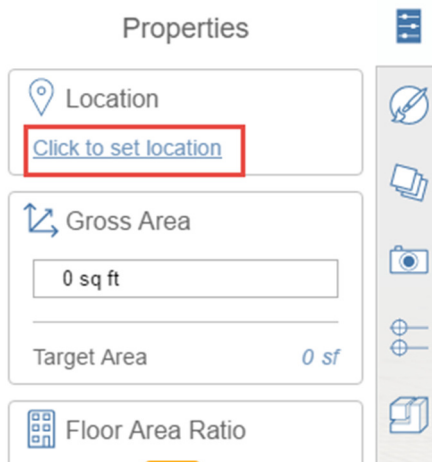 Properties
Location
Click to set location
Gross Area
0 sq ft
Target Area 0 sf
Floor Area Ratio